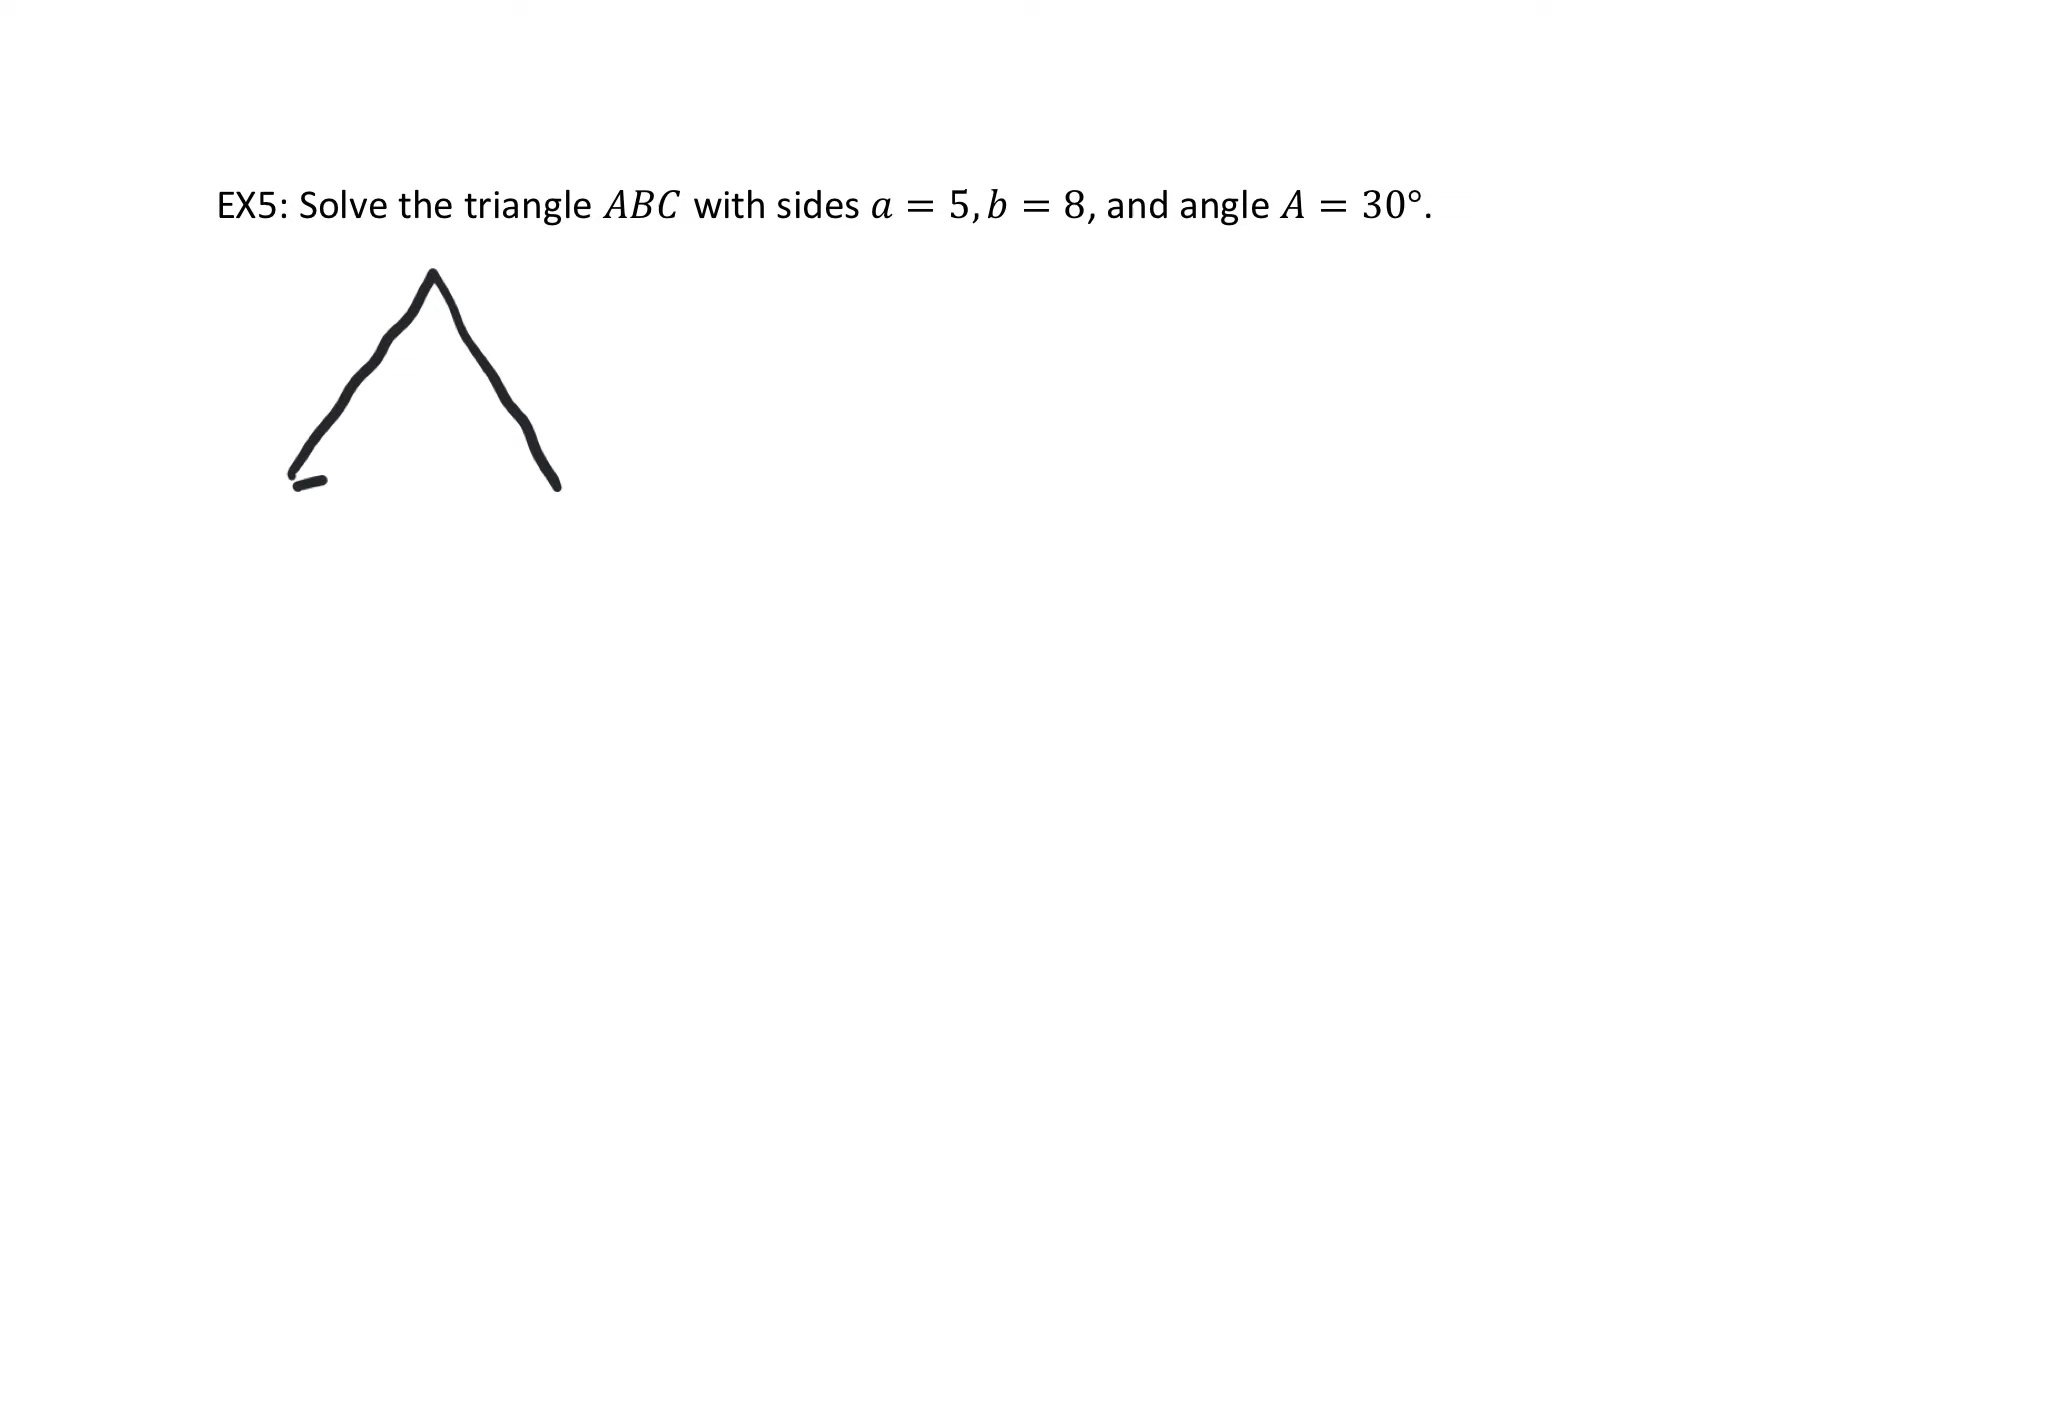 EX5: Solve the triangle ABC with sides a = 5, b = 8, and angle A = 30°.